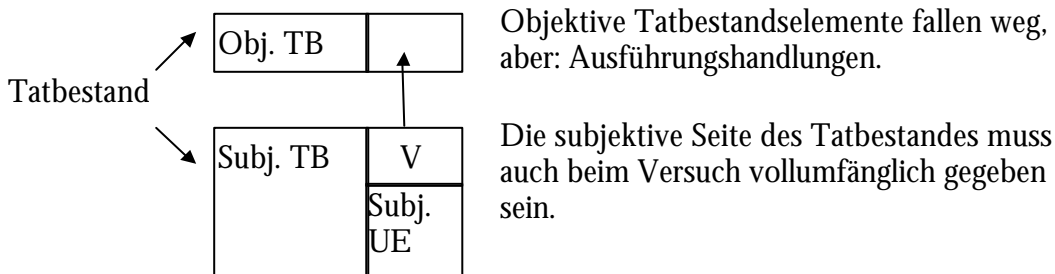 Tatbestand
Obj. TB
Objektive Tatbestandselemente fallen weg,
aber: Ausführungshandlungen.
Subj. TB
V
Subj.
UE
Die subjektive Seite des Tatbestandes muss
auch beim Versuch vollumfänglich gegeben
sein.